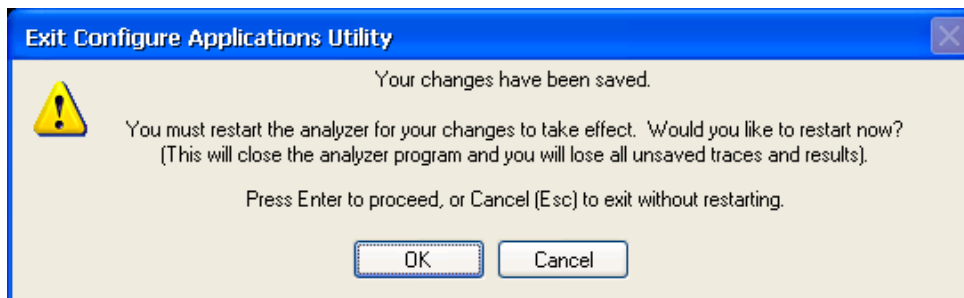 Exit Configure Applications Utility
Your changes have been saved.
You must restart the analyzer for your changes to take effect.  Would you like to restart now?
(This will close the analyzer program and you will lose all unsaved traces and results).
Press Enter to proceed, or Cancel (Esc) to exit without restarting.
OK
Cancel